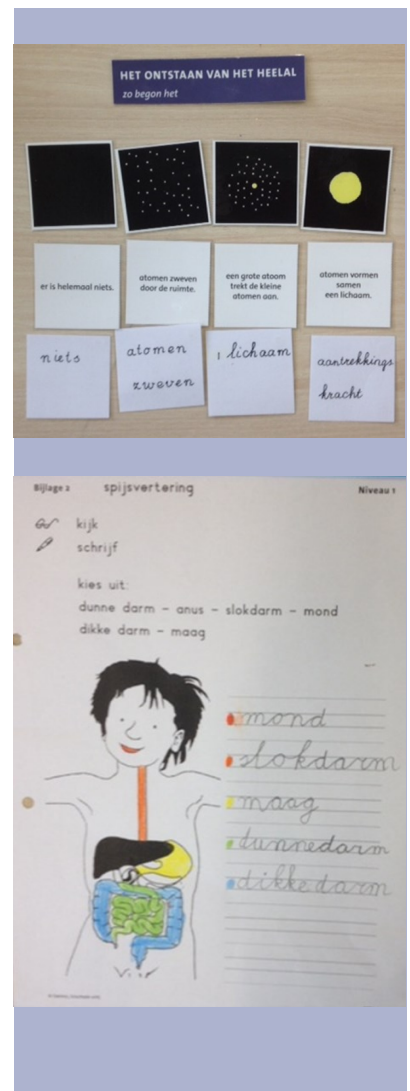 HET ONTSTAAN VAN HET HEELAL
zo begon het
er is helemaal niets.
atomen zweven
door de ruimte.
een grote atoom
trekt de kleine
atomen aan.
atomen vormen
samen
een lichaam.
niets
atomen
zweven
1 lichaam
aantrekkings
kracht
Bijlage 2 spijsvertering Niveau 1
kijk
schrijf
kies uit:
dunne darm – anus – slokdarm – mond
dikke darm – maag
mond
slokdarm
maag
dunnedarm
dikkedarm